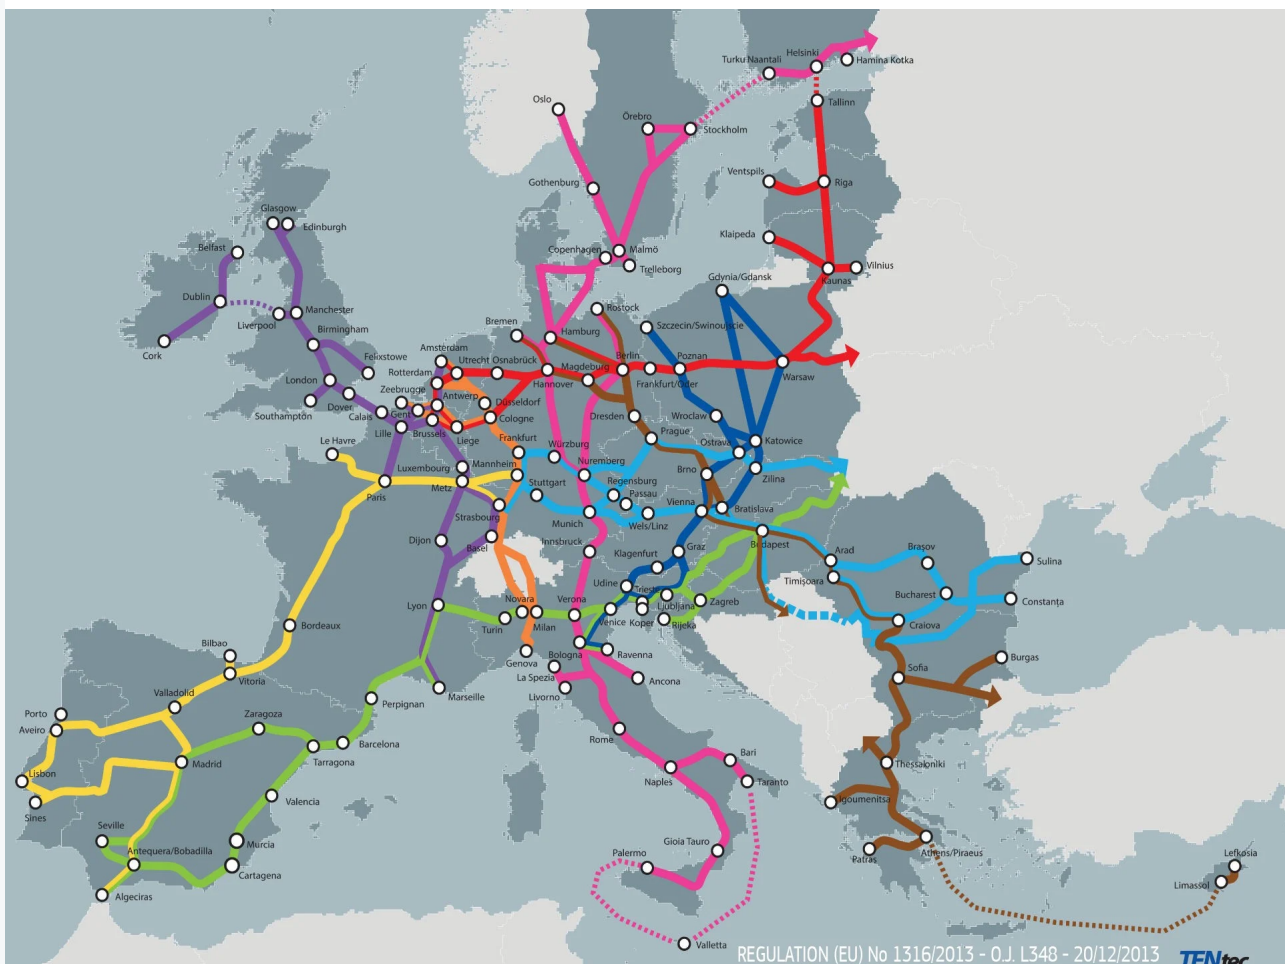 Helsinki
Turku Naantali
Hamina Kotka
Oslo
Tallinn
Örebro
Stockholm
Ventspils
Riga
Gothenburg
Glasgow
Edinburgh
Klaipeda
Belfast
Copenhagen
Malmö
Trelleborg
Vilnius
Kaunas
Gdynia/Gdansk
Dublin
Rostock
Manchester
Liverpool
Bremen
Szczecin/Swinoujscie
Birmingham
Hamburg
Cork
Amsterdam
Felixstowe
Utrecht
Osnabrück
Magdeburg
Berlin
Poznan
Rotterdam
Hannover
Frankfurt/Oder
Warsaw
London
Zeebrugge
Antwerp
Düsseldorf
Southampton
Dover
Calais
Gent
Cologne
Dresden
Wroclaw
Lille
Brussels
Liege
Prague
Ostrava
Katowice
Le Havre
Frankfurt
Würzburg
Luxembourg
Mannheim
Nuremberg
Brno
Zilina
Metz
Stuttgart
Regensburg
Paris
Passau
Vienna
Bratislava
Strasbourg
Munich
Wels/Linz
Dijon
Basel
Innsbruck
Klagenfurt
Graz
Budapest
Arad
Braşov
Sulina
Udine
Trieste
Timişoara
Bucharest
Constanţa
Lyon
Novara
Verona
Ljubljana
Zagreb
Turin
Milan
Venice
Koper
Rijeka
Craiova
Bordeaux
Bilbao
Genova
Bologna
Ravenna
Sofia
Burgas
Vitoria
La Spezia
Ancona
Valladolid
Marseille
Livorno
Perpignan
Porto
Zaragoza
Aveiro
Barcelona
Rome
Tarragona
Bari
Madrid
Thessaloniki
Lisbon
Naples
Taranto
Valencia
Igoumenitsa
Sines
Seville
Murcia
Gioia Tauro
Antequera/Bobadilla
Palermo
Patras
Athens/Piraeus
Lefkosia
Cartagena
Limassol
Algeciras
Valletta
REGULATION (EU) No 1316/2013 - O.J. L348 - 20/12/2013
TENtec